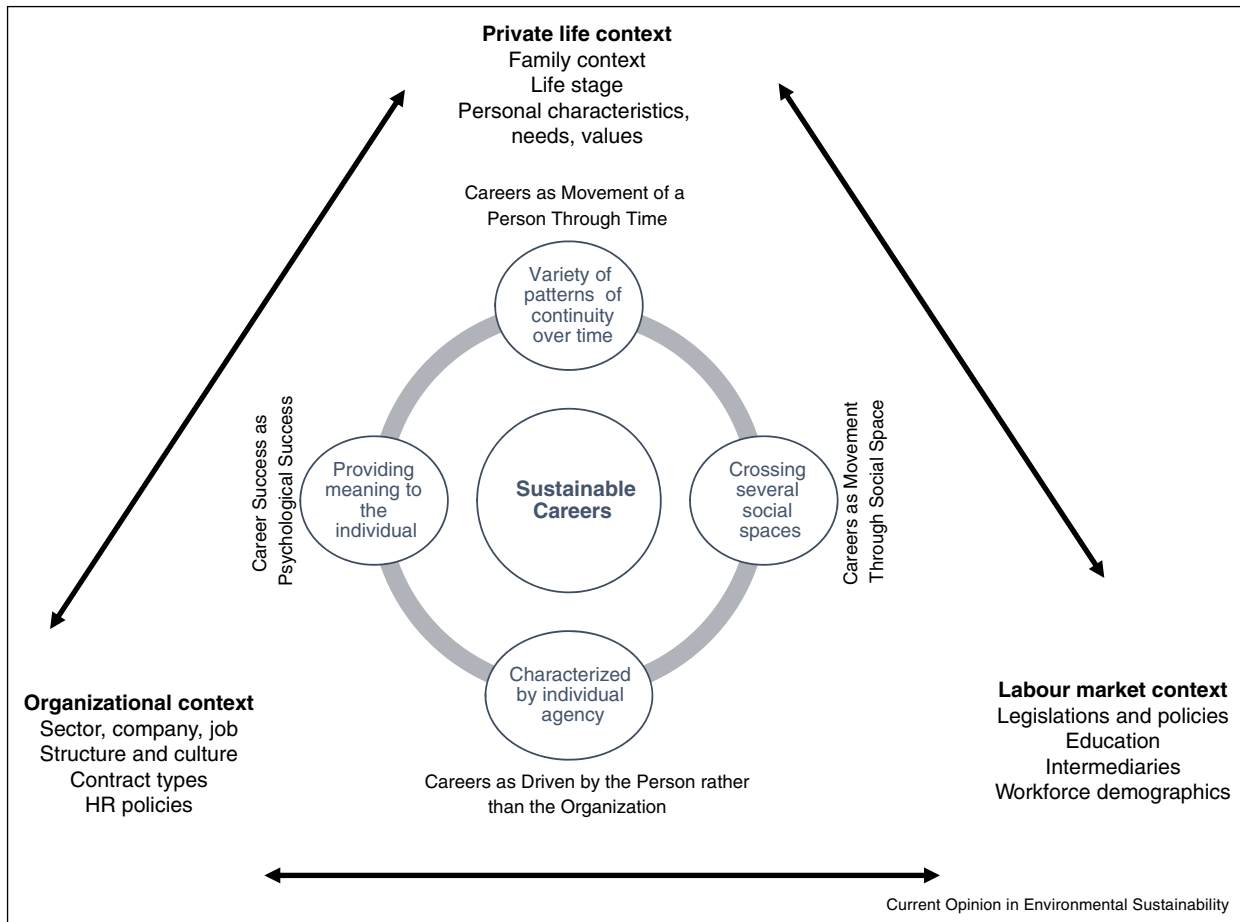 Private life context
Family context
Life stage
Personal characteristics,
needs, values
Careers as Movement of a
Person Through Time
Variety of
patterns of
continuity
over time
Career Success as
Psychological Success
Providing
meaning to
the
individual
Sustainable
Careers
Crossing
several
social
spaces
Careers as Movement
Through Social Space
Characterized
by individual
agency
Careers as Driven by the Person rather
than the Organization
Organizational context
Sector, company, job
Structure and culture
Contract types
HR policies
Labour market context
Legislations and policies
Education
Intermediaries
Workforce demographics
Current Opinion in Environmental Sustainability